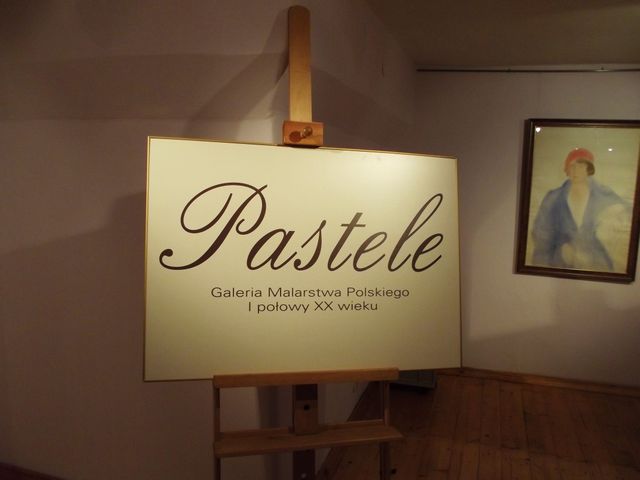 Pastele
Galeria Malarstwa Polskiego
I połowy XX wieku